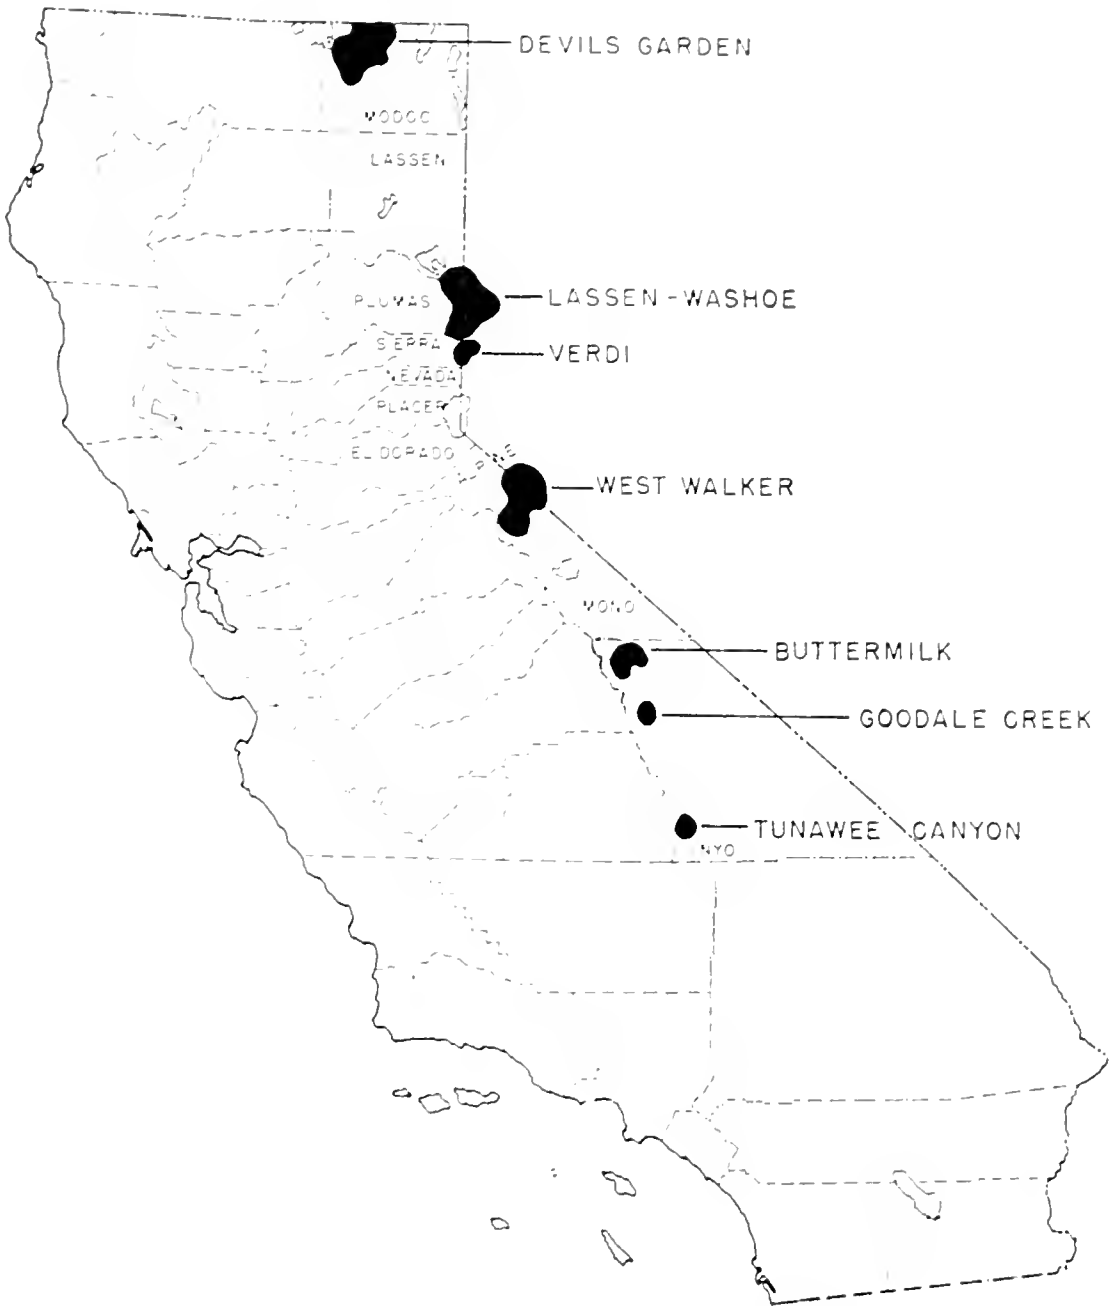 DEVILS GARDEN
MODOC
LASSEN
PLUMAS
LASSEN-WASHOE
SIERRA
VERDI
NEVADA
PLACER
EL DORADO
WEST WALKER
MONO
BUTTERMILK
GOODALE CREEK
TUNAWEE CANYON
NYO